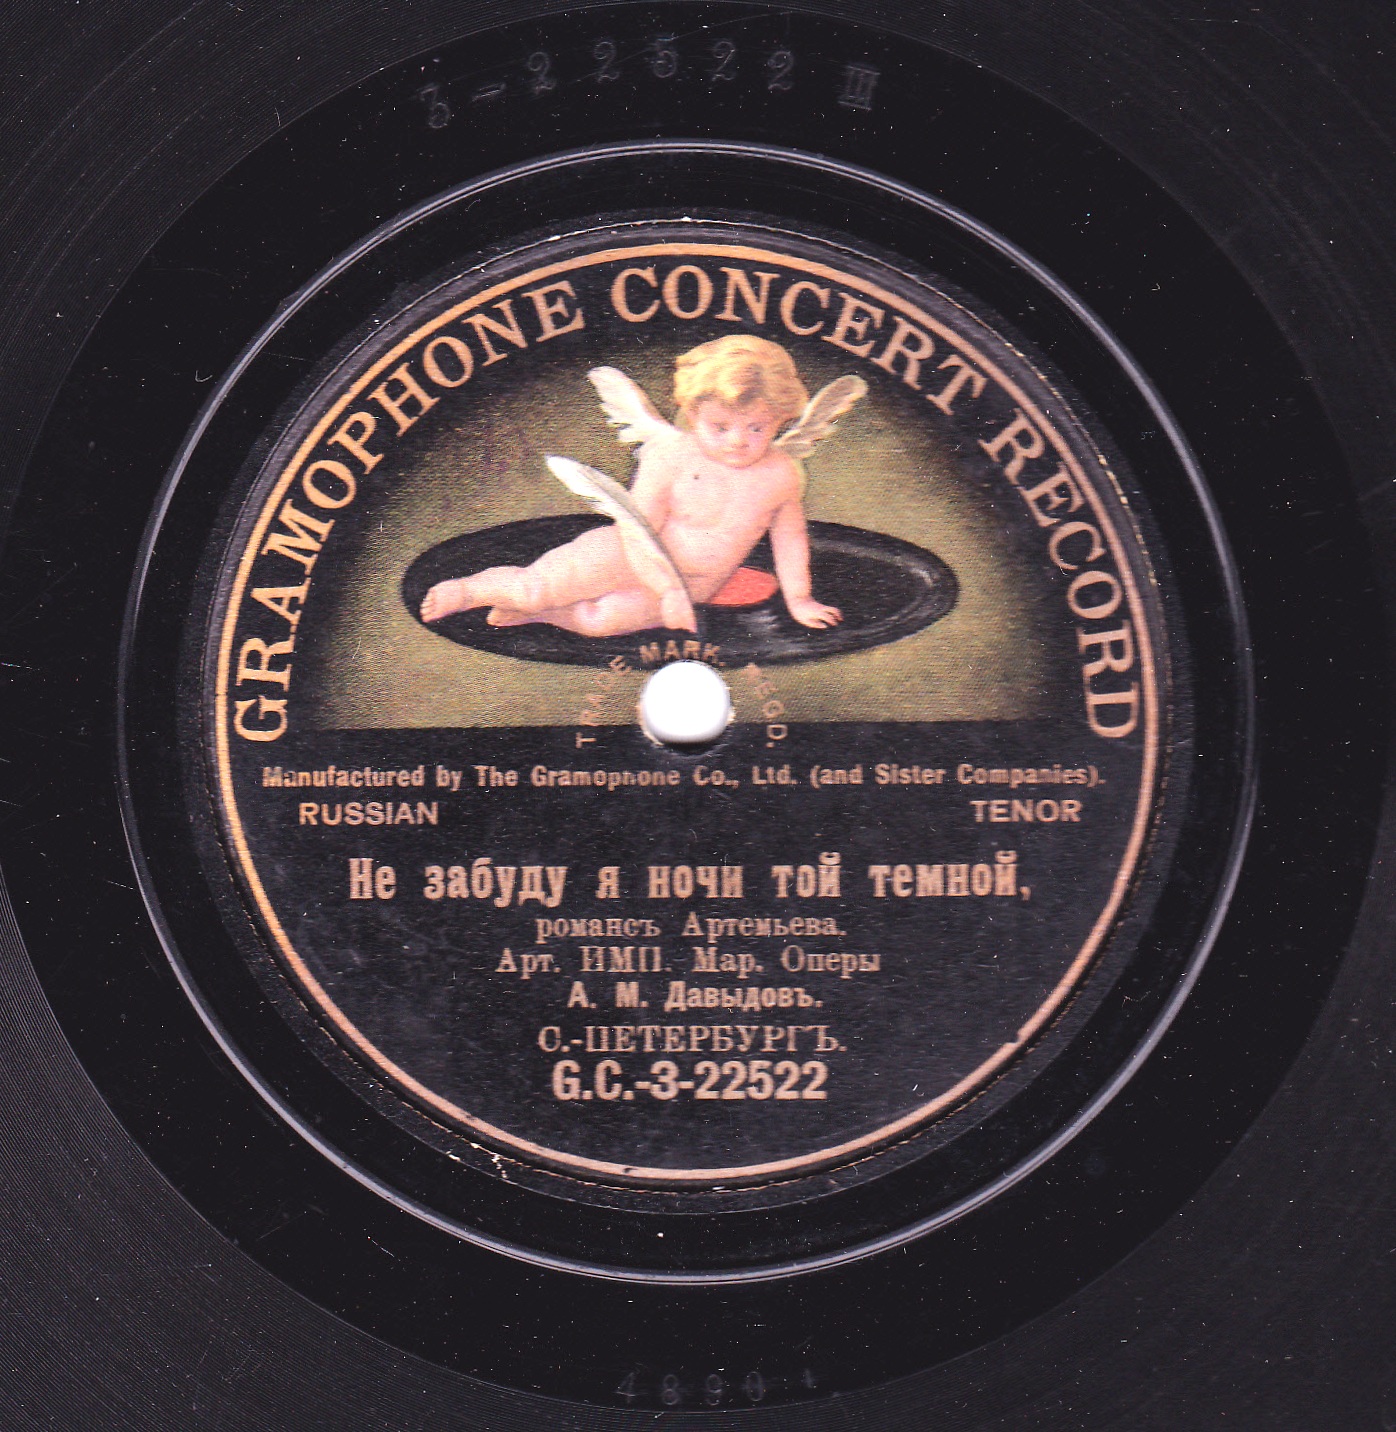 3-22522 III
GRAMOPHONE CONCERT RECORD
TRADE MARK. REGD.
Manufactured by The Gramophone Co., Ltd. (and Sister Companies).
RUSSIAN TENOR
Не забуду я ночи той темной,
романсъ Артемьева.
Арт. ИМП. Мар. Оперы
А. М. Давыдовъ.
С.-ПЕТЕРБУРГЪ.
G.C.-3-22522